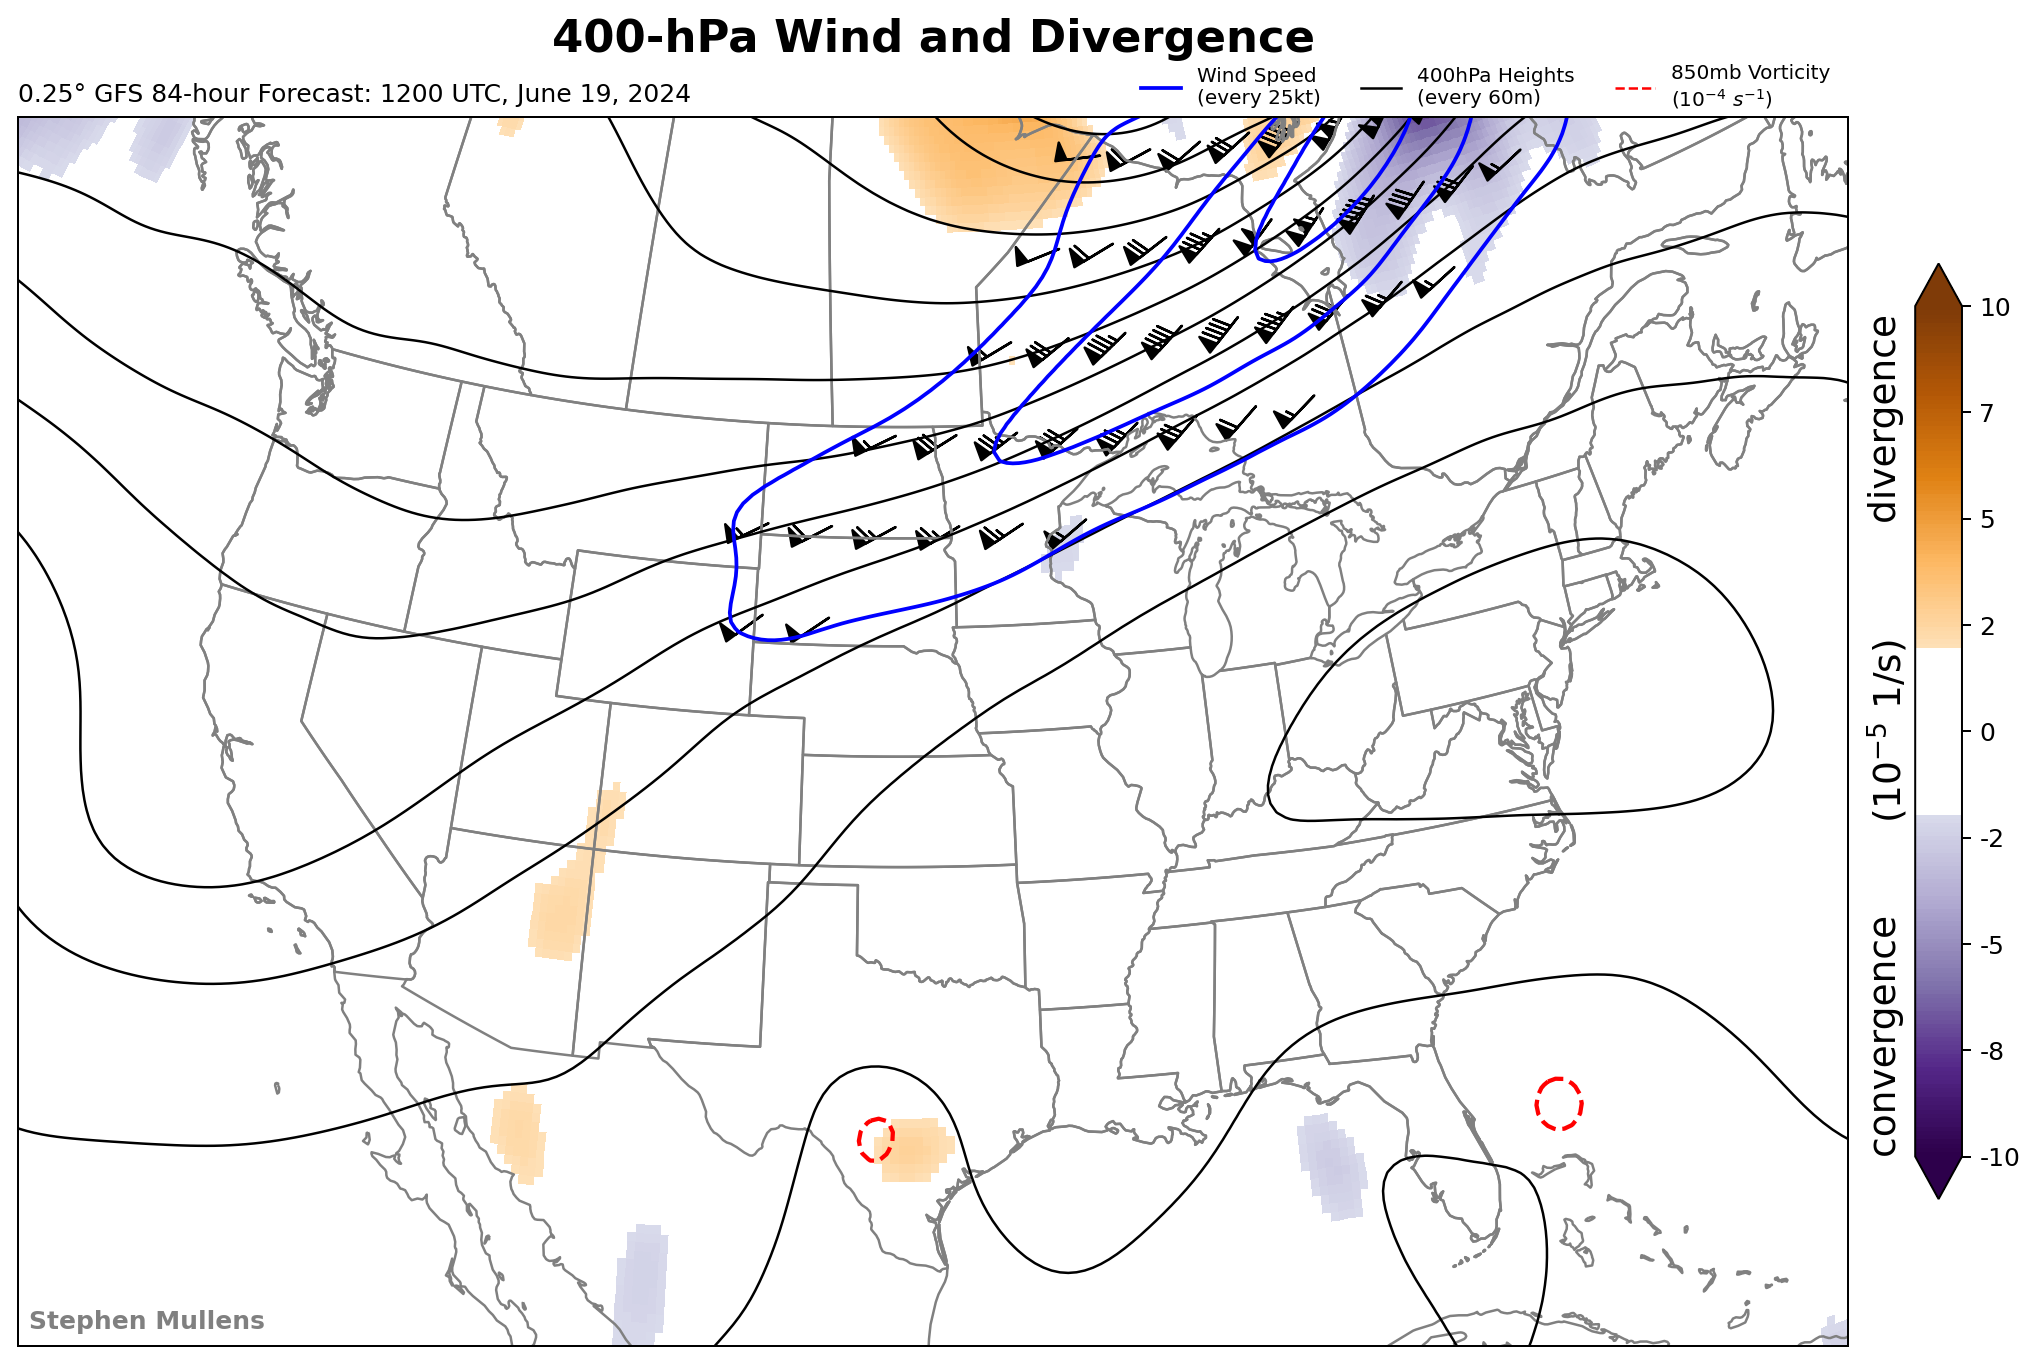 400-hPa Wind and Divergence
0.25° GFS 84-hour Forecast: 1200 UTC, June 19, 2024
Wind Speed
(every 25kt)
400hPa Heights
(every 60m)
850mb Vorticity
(10⁻⁴ s⁻¹)
10
7
5
2
0
-2
-5
-8
-10
convergence (10⁻⁵ 1/s) divergence
Stephen Mullens